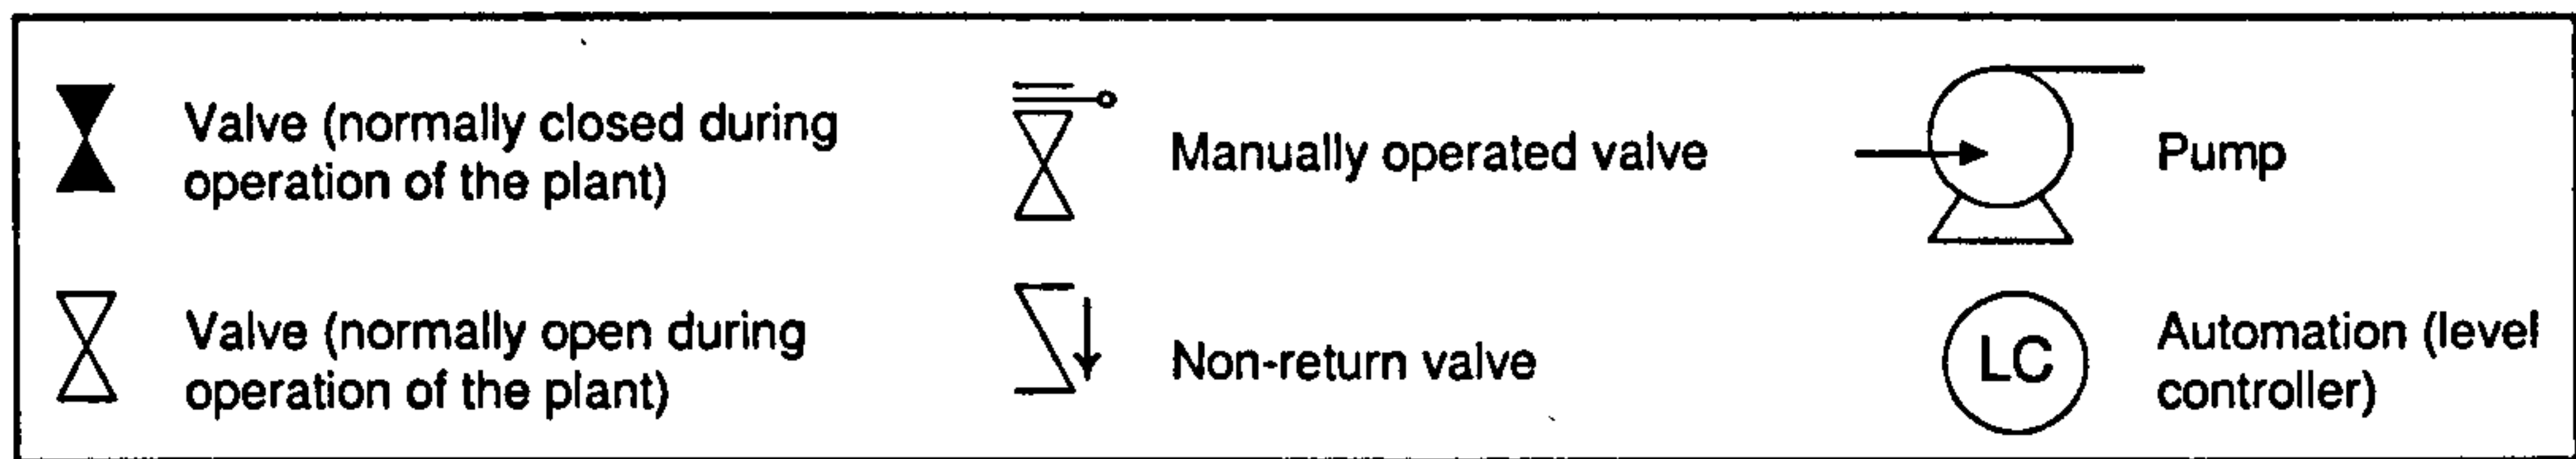 Valve (normally closed during
operation of the plant)
Manually operated valve
Pump
Valve (normally open during
operation of the plant)
Non-return valve
LC
Automation (level
controller)